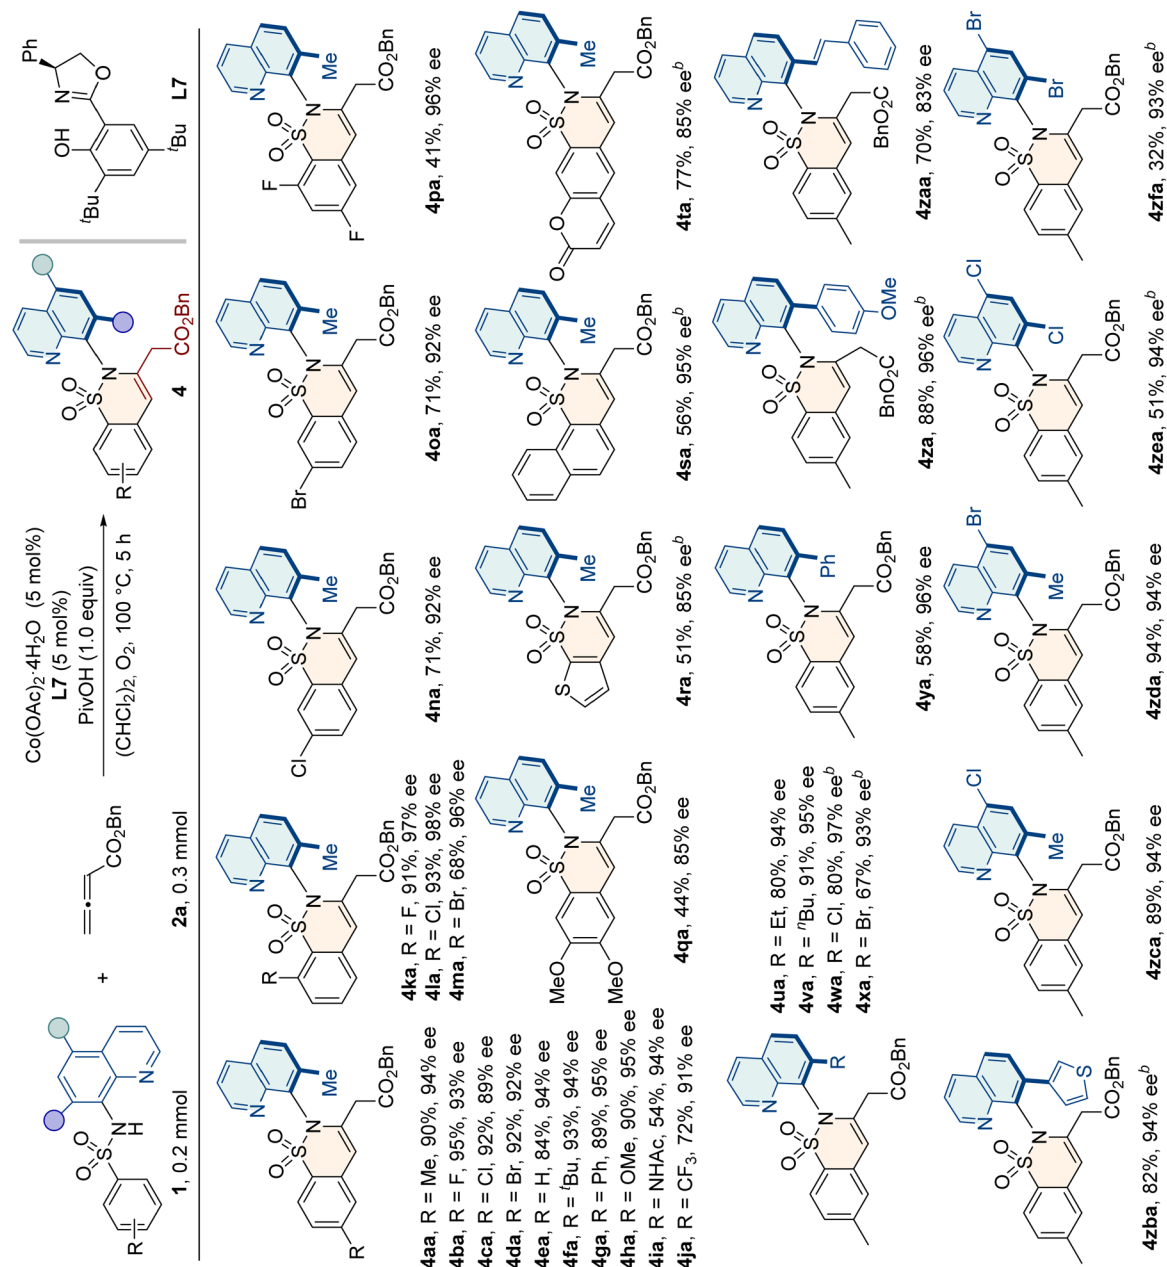 1, 0.2 mmol
+
2a, 0.3 mmol
CO₂Bn
Co(OAc)₂·4H₂O (5 mol%)
L7 (5 mol%)
PivOH (1.0 equiv)
(CHCl₂)₂, O₂, 100 °C, 5 h
4
CO₂Bn
L7
Ph
OH
ᵗBu
ᵗBu
4aa, R = Me, 90%, 94% ee
4ba, R = F, 95%, 93% ee
4ca, R = Cl, 92%, 89% ee
4da, R = Br, 92%, 92% ee
4ea, R = H, 84%, 94% ee
4fa, R = ᵗBu, 93%, 94% ee
4ga, R = Ph, 89%, 95% ee
4ha, R = OMe, 90%, 95% ee
4ia, R = NHAc, 54%, 94% ee
4ja, R = CF₃, 72%, 91% ee
4ka, R = F, 91%, 97% ee
4la, R = Cl, 93%, 98% ee
4ma, R = Br, 68%, 96% ee
4na, 71%, 92% ee
4oa, 71%, 92% ee
4pa, 41%, 96% ee
4qa, 44%, 85% ee
4ra, 51%, 85% eeᵇ
4sa, 56%, 95% eeᵇ
4ta, 77%, 85% eeᵇ
4ua, R = Et, 80%, 94% ee
4va, R = ⁿBu, 91%, 95% ee
4wa, R = Cl, 80%, 97% eeᵇ
4xa, R = Br, 67%, 93% eeᵇ
4ya, 58%, 96% ee
4za, 88%, 96% eeᵇ
4zaa, 70%, 83% ee
4zba, 82%, 94% eeᵇ
4zca, 89%, 94% ee
4zda, 94%, 94% ee
4zea, 51%, 94% eeᵇ
4zfa, 32%, 93% eeᵇ